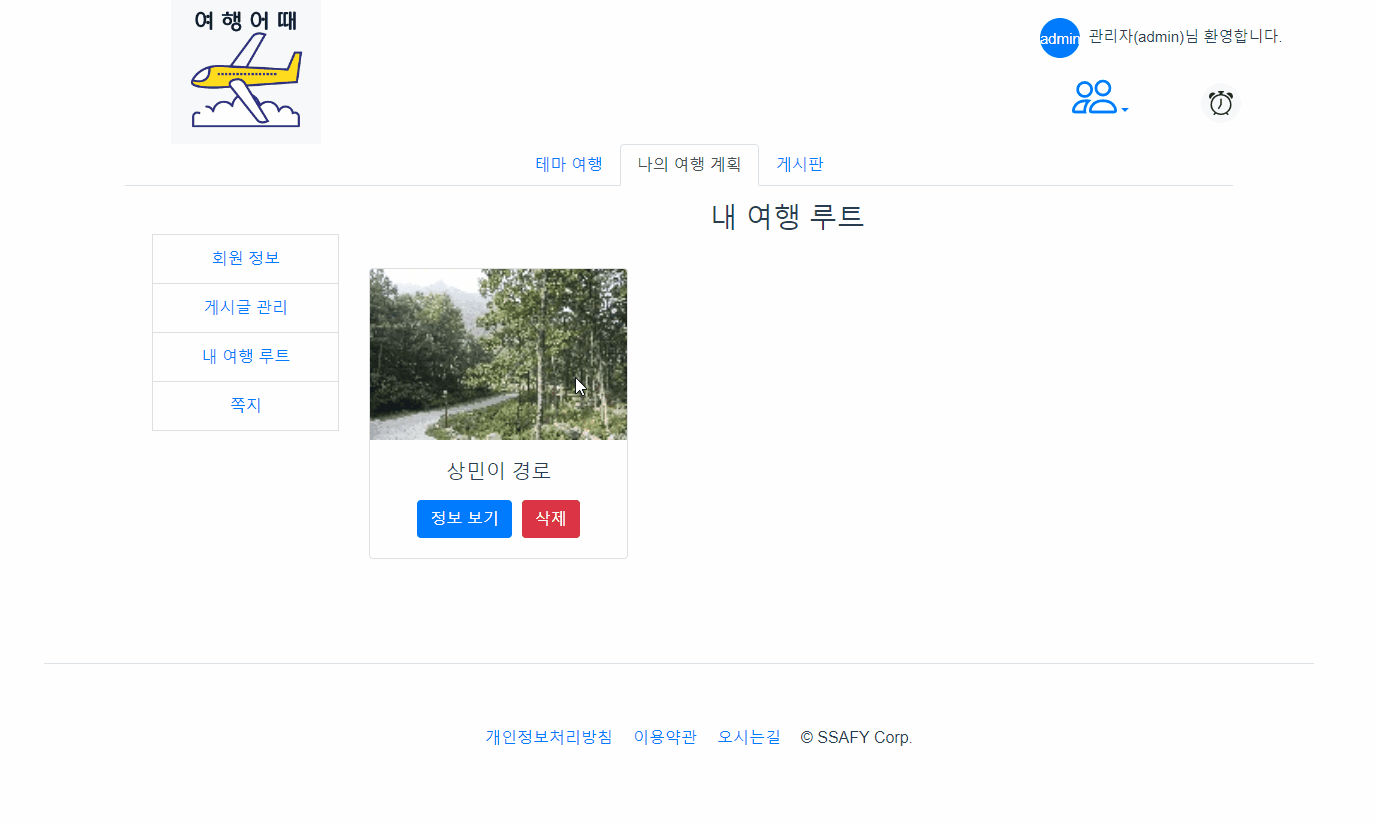 여행어때
admin 관리자(admin)님 환영합니다.
테마 여행 나의 여행 계획 게시판
내 여행 루트
회원 정보
게시글 관리
내 여행 루트
쪽지
상민이 경로
정보 보기 삭제
개인정보처리방침 이용약관 오시는길 © SSAFY Corp.